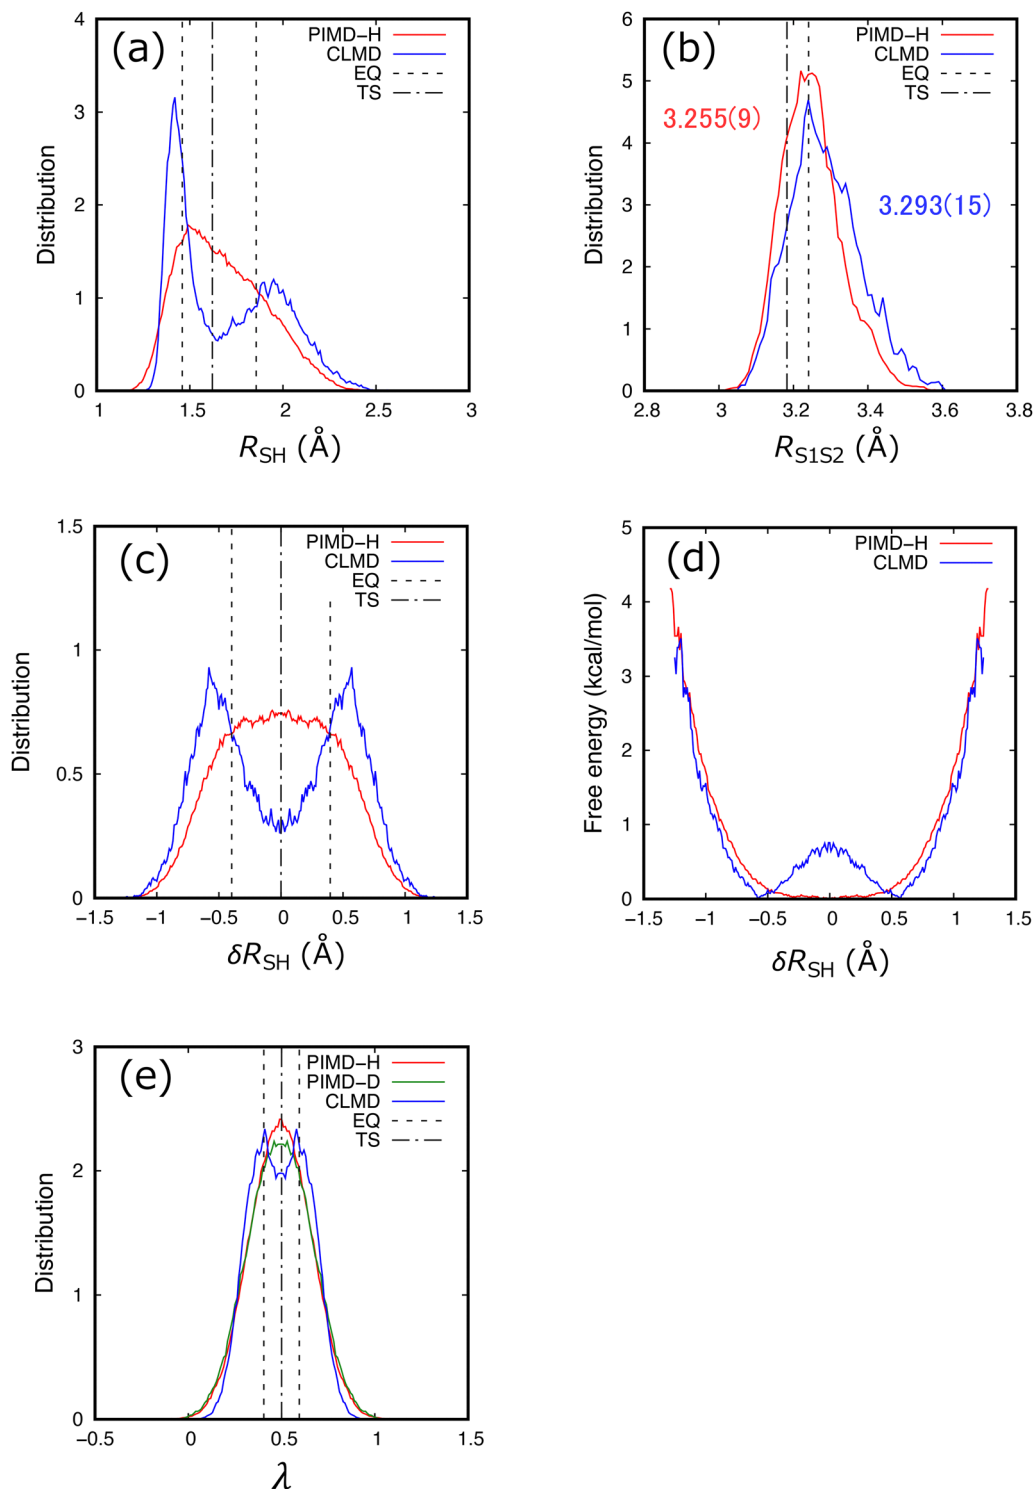 (a)
PIMD-H
CLMD
EQ
TS
4
3
2
1
0
Distribution
1
1.5
2
2.5
3
RSH (Å)
(b)
PIMD-H
CLMD
EQ
TS
3.255(9)
3.293(15)
6
5
4
3
2
1
0
Distribution
2.8
3
3.2
3.4
3.6
3.8
RS1S2 (Å)
(c)
PIMD-H
CLMD
EQ
TS
1.5
1
0.5
0
Distribution
−1.5
−1
−0.5
0
0.5
1
1.5
δRSH (Å)
(d)
PIMD-H
CLMD
5
4
3
2
1
0
Free energy (kcal/mol)
−1.5
−1
−0.5
0
0.5
1
1.5
δRSH (Å)
(e)
PIMD-H
PIMD-D
CLMD
EQ
TS
3
2
1
0
Distribution
−0.5
0
0.5
1
1.5
λ